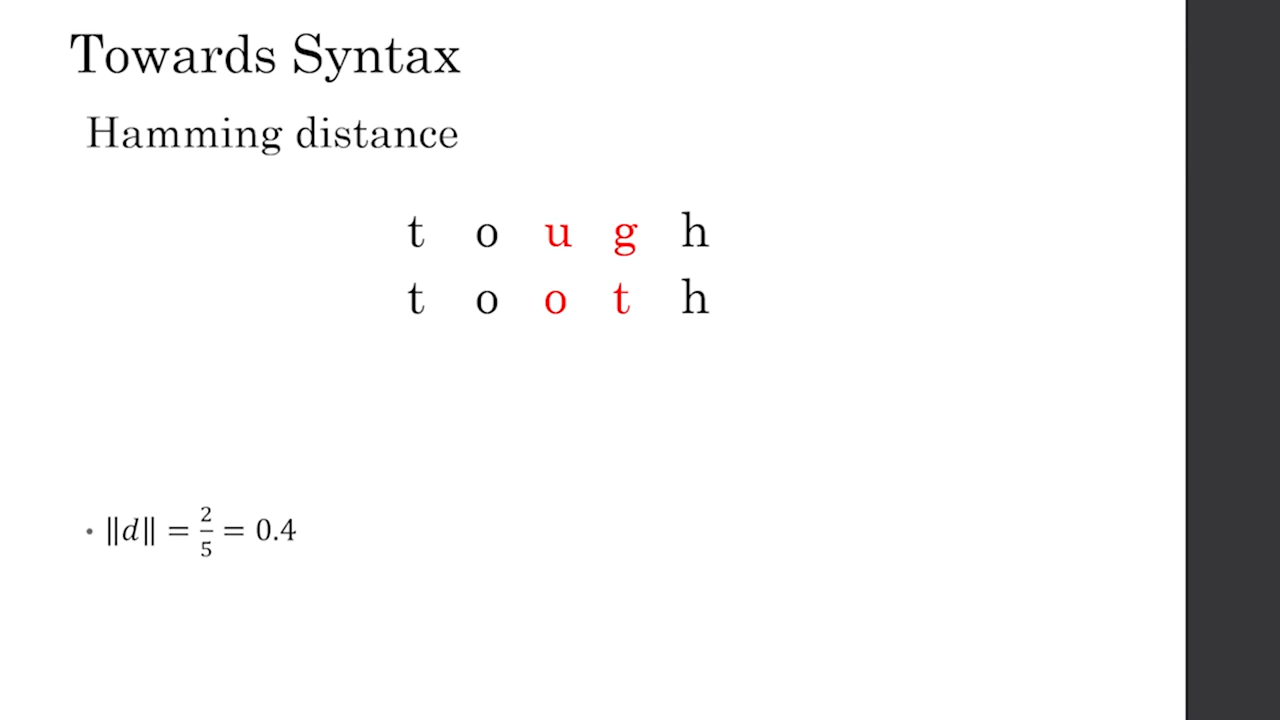 Towards Syntax
Hamming distance
t o u g h
t o o t h
• ‖d‖ = 2/5 = 0.4